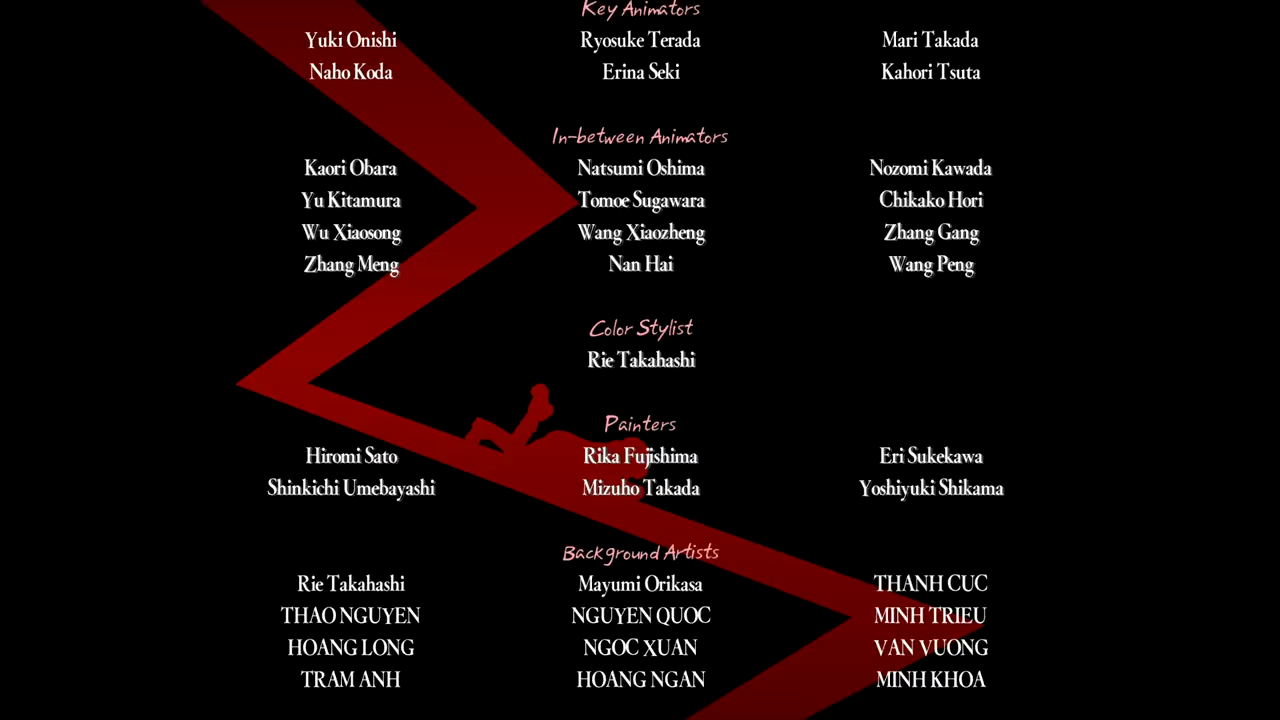 Key Animators
Yuki Onishi Ryosuke Terada Mari Takada
Naho Koda Erina Seki Kahori Tsuta
In-between Animators
Kaori Obara Natsumi Oshima Nozomi Kawada
Yu Kitamura Tomoe Sugawara Chikako Hori
Wu Xiaosong Wang Xiaozheng Zhang Gang
Zhang Meng Nan Hai Wang Peng
Color Stylist
Rie Takahashi
Painters
Hiromi Sato Rika Fujishima Eri Sukekawa
Shinkichi Umebayashi Mizuho Takada Yoshiyuki Shikama
Background Artists
Rie Takahashi Mayumi Orikasa THANH CUC
THAO NGUYEN NGUYEN QUOC MINH TRIEU
HOANG LONG NGOC XUAN VAN VUONG
TRAM ANH HOANG NGAN MINH KHOA